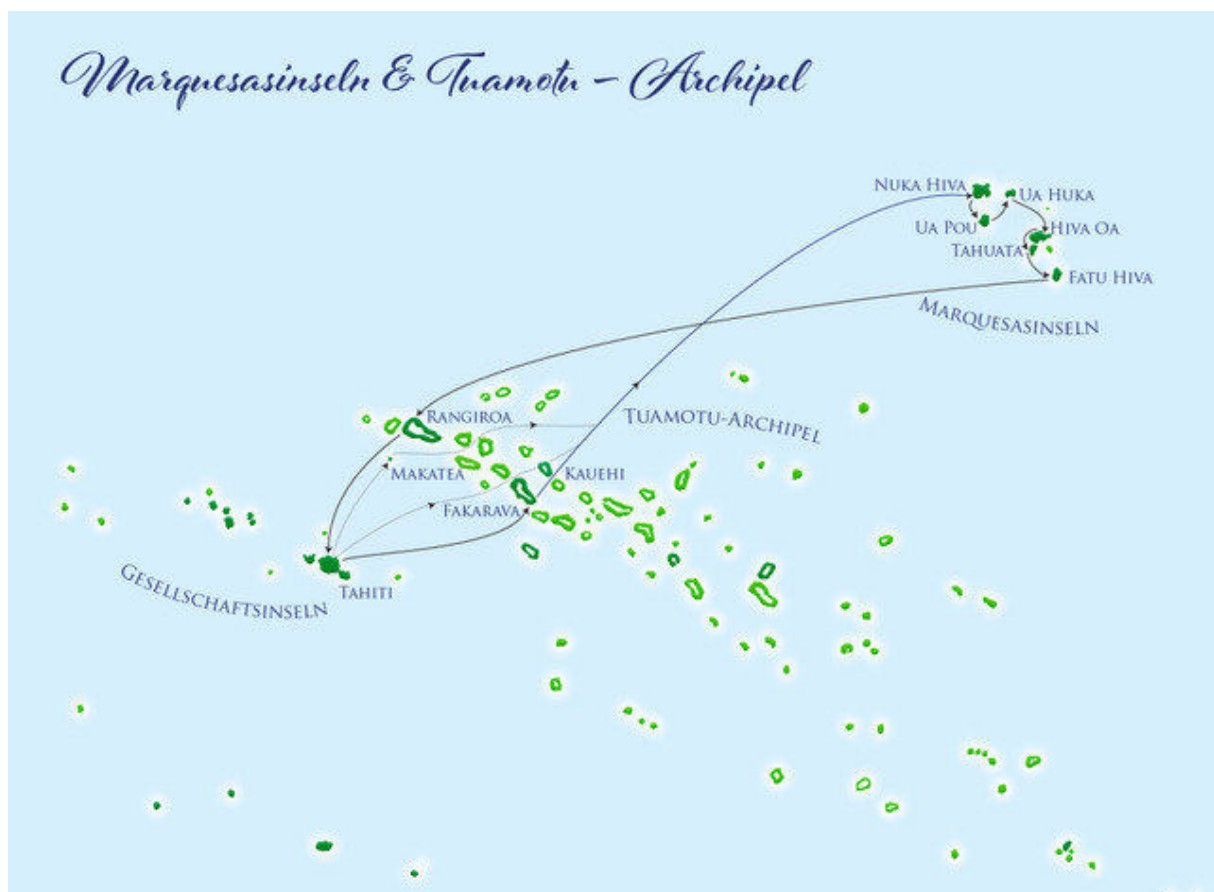 Marquesasinseln & Tuamotu – Archipel
Nuka Hiva
Ua Huka
Ua Pou
Hiva Oa
Tahuata
Fatu Hiva
Marquesasinseln
Rangiroa
Tuamotu-Archipel
Makatea
Kauehi
Fakarava
Gesellschaftsinseln
Tahiti